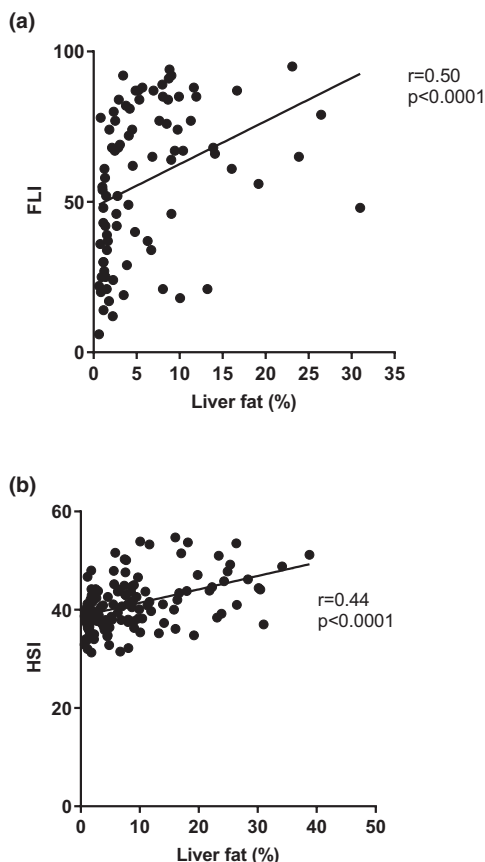 (a)
100
50
0
FLI
0 5 10 15 20 25 30 35
Liver fat (%)
r=0.50
p<0.0001
(b)
60
40
20
0
HSI
0 10 20 30 40 50
Liver fat (%)
r=0.44
p<0.0001